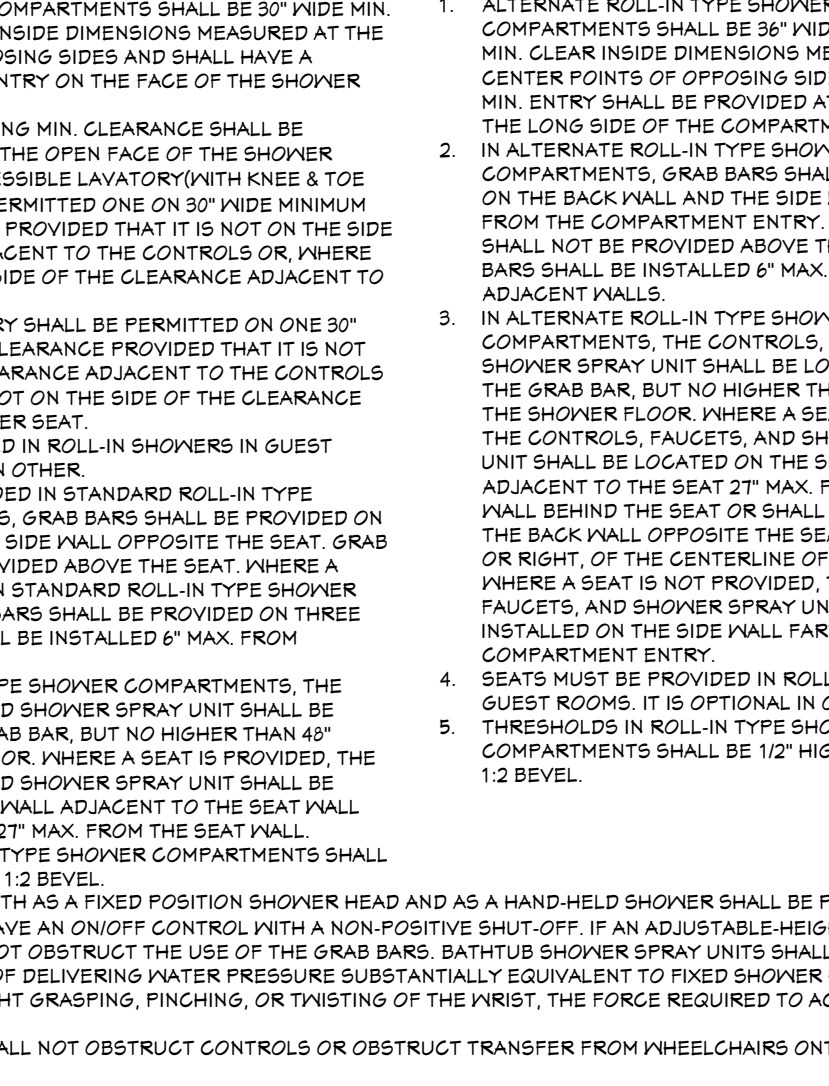 OMPARTMENTS SHALL BE 30" WIDE MIN.
NSIDE DIMENSIONS MEASURED AT THE
OSING SIDES AND SHALL HAVE A
NTRY ON THE FACE OF THE SHOWER
NG MIN. CLEARANCE SHALL BE
THE OPEN FACE OF THE SHOWER
ESSIBLE LAVATORY(WITH KNEE & TOE
ERMITTED ONE ON 30" WIDE MINIMUM
PROVIDED THAT IT IS NOT ON THE SIDE
ACENT TO THE CONTROLS OR, WHERE
SIDE OF THE CLEARANCE ADJACENT TO
RY SHALL BE PERMITTED ON ONE 30"
LEARANCE PROVIDED THAT IT IS NOT
ARANCE ADJACENT TO THE CONTROLS
OT ON THE SIDE OF THE CLEARANCE
ER SEAT.
D IN ROLL-IN SHOWERS IN GUEST
N OTHER.
DED IN STANDARD ROLL-IN TYPE
S, GRAB BARS SHALL BE PROVIDED ON
SIDE WALL OPPOSITE THE SEAT. GRAB
VIDED ABOVE THE SEAT. WHERE A
N STANDARD ROLL-IN TYPE SHOWER
BARS SHALL BE PROVIDED ON THREE
L BE INSTALLED 6" MAX. FROM
PE SHOWER COMPARTMENTS, THE
D SHOWER SPRAY UNIT SHALL BE
AB BAR, BUT NO HIGHER THAN 48"
OR. WHERE A SEAT IS PROVIDED, THE
D SHOWER SPRAY UNIT SHALL BE
WALL ADJACENT TO THE SEAT WALL
27" MAX. FROM THE SEAT WALL.
TYPE SHOWER COMPARTMENTS SHALL
1:2 BEVEL.
1. ALTERNATE ROLL-IN TYPE SHOWER
COMPARTMENTS SHALL BE 36" WID
MIN. CLEAR INSIDE DIMENSIONS ME
CENTER POINTS OF OPPOSING SID
MIN. ENTRY SHALL BE PROVIDED AT
THE LONG SIDE OF THE COMPARTM
2. IN ALTERNATE ROLL-IN TYPE SHOW
COMPARTMENTS, GRAB BARS SHAL
ON THE BACK WALL AND THE SIDE
FROM THE COMPARTMENT ENTRY.
SHALL NOT BE PROVIDED ABOVE TH
BARS SHALL BE INSTALLED 6" MAX.
ADJACENT WALLS.
3. IN ALTERNATE ROLL-IN TYPE SHOW
COMPARTMENTS, THE CONTROLS,
SHOWER SPRAY UNIT SHALL BE LO
THE GRAB BAR, BUT NO HIGHER TH
THE SHOWER FLOOR. WHERE A SEA
THE CONTROLS, FAUCETS, AND SH
UNIT SHALL BE LOCATED ON THE S
ADJACENT TO THE SEAT 27" MAX. F
WALL BEHIND THE SEAT OR SHALL
THE BACK WALL OPPOSITE THE SEA
OR RIGHT, OF THE CENTERLINE OF
WHERE A SEAT IS NOT PROVIDED,
FAUCETS, AND SHOWER SPRAY UN
INSTALLED ON THE SIDE WALL FAR
COMPARTMENT ENTRY.
4. SEATS MUST BE PROVIDED IN ROLL
GUEST ROOMS. IT IS OPTIONAL IN O
5. THRESHOLDS IN ROLL-IN TYPE SHO
COMPARTMENTS SHALL BE 1/2" HIG
1:2 BEVEL.
TH AS A FIXED POSITION SHOWER HEAD AND AS A HAND-HELD SHOWER SHALL BE P
AVE AN ON/OFF CONTROL WITH A NON-POSITIVE SHUT-OFF. IF AN ADJUSTABLE-HEIG
OT OBSTRUCT THE USE OF THE GRAB BARS. BATHTUB SHOWER SPRAY UNITS SHALL
OF DELIVERING WATER PRESSURE SUBSTANTIALLY EQUIVALENT TO FIXED SHOWER
HT GRASPING, PINCHING, OR TWISTING OF THE WRIST, THE FORCE REQUIRED TO AC
ALL NOT OBSTRUCT CONTROLS OR OBSTRUCT TRANSFER FROM WHEELCHAIRS ONT